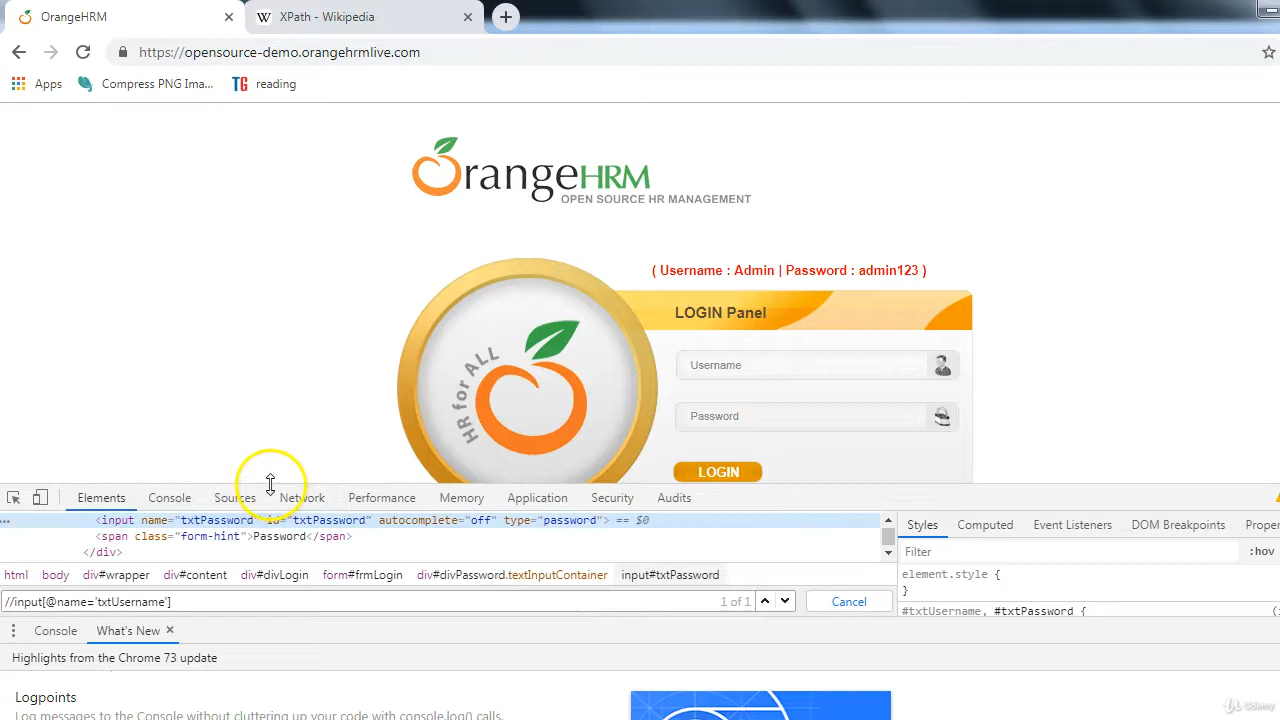 OrangeHRM × XPath - Wikipedia × +
https://opensource-demo.orangehrmlive.com
Apps Compress PNG Ima... TG reading
OrangeHRM
OPEN SOURCE HR MANAGEMENT
( Username : Admin | Password : admin123 )
LOGIN Panel
HR for ALL
Username
Password
LOGIN
Elements Console Sources Network Performance Memory Application Security Audits
... <input name="txtPassword" id="txtPassword" autocomplete="off" type="password"> == $0
<span class="form-hint">Password</span>
</div>
html body div#wrapper div#content div#divLogin form#frmLogin div#divPassword.textInputContainer input#txtPassword
//input[@name='txtUsername'] 1 of 1 Cancel
Styles Computed Event Listeners DOM Breakpoints Proper
Filter :hov
element.style {
}
#txtUsername, #txtPassword {
Console What's New ×
Highlights from the Chrome 73 update
Logpoints
Log messages to the Console without cluttering up your code with console.log() calls.
Udemy